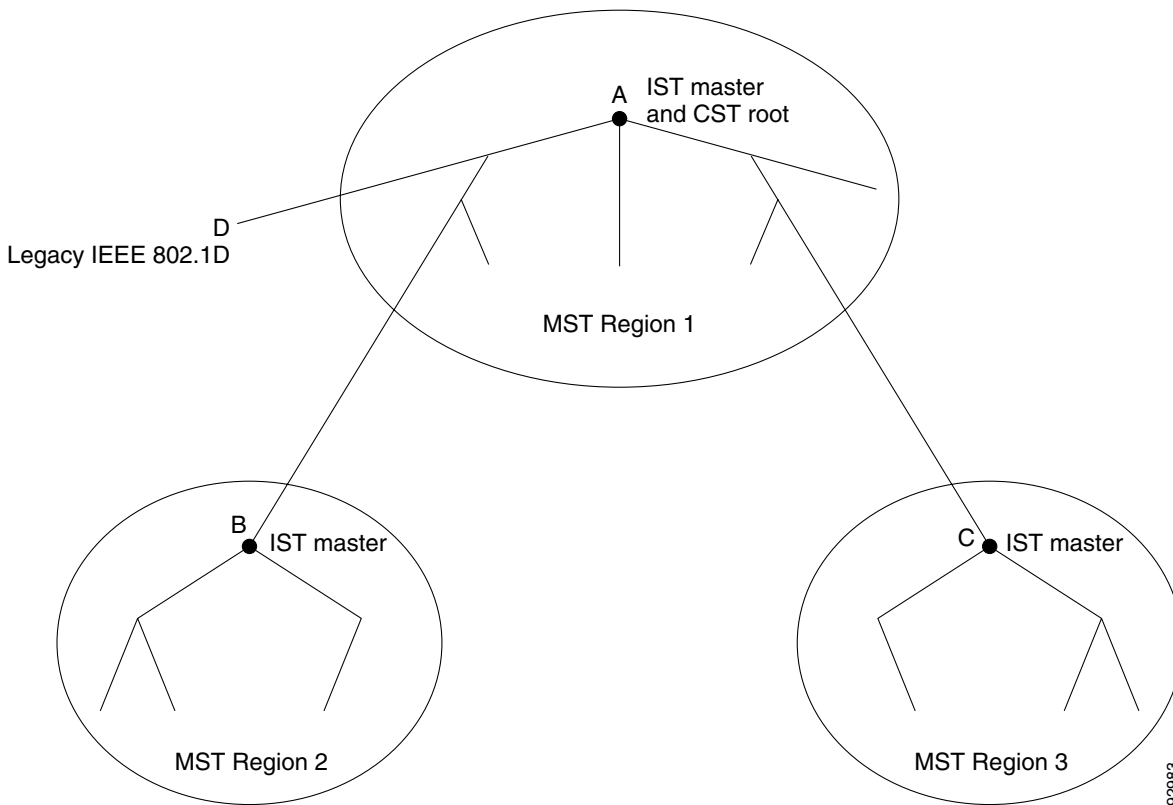 A
IST master
and CST root
D
Legacy IEEE 802.1D
MST Region 1
B
IST master
C
IST master
MST Region 2
MST Region 3